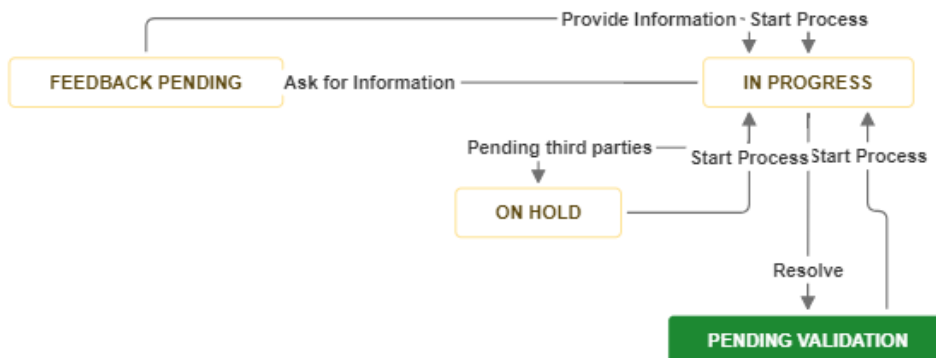 Provide Information
Start Process
FEEDBACK PENDING
Ask for Information
IN PROGRESS
Pending third parties
Start Process
Start Process
ON HOLD
Resolve
PENDING VALIDATION